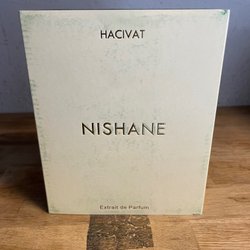 HACIVAT
NISHANE
Extrait de Parfum